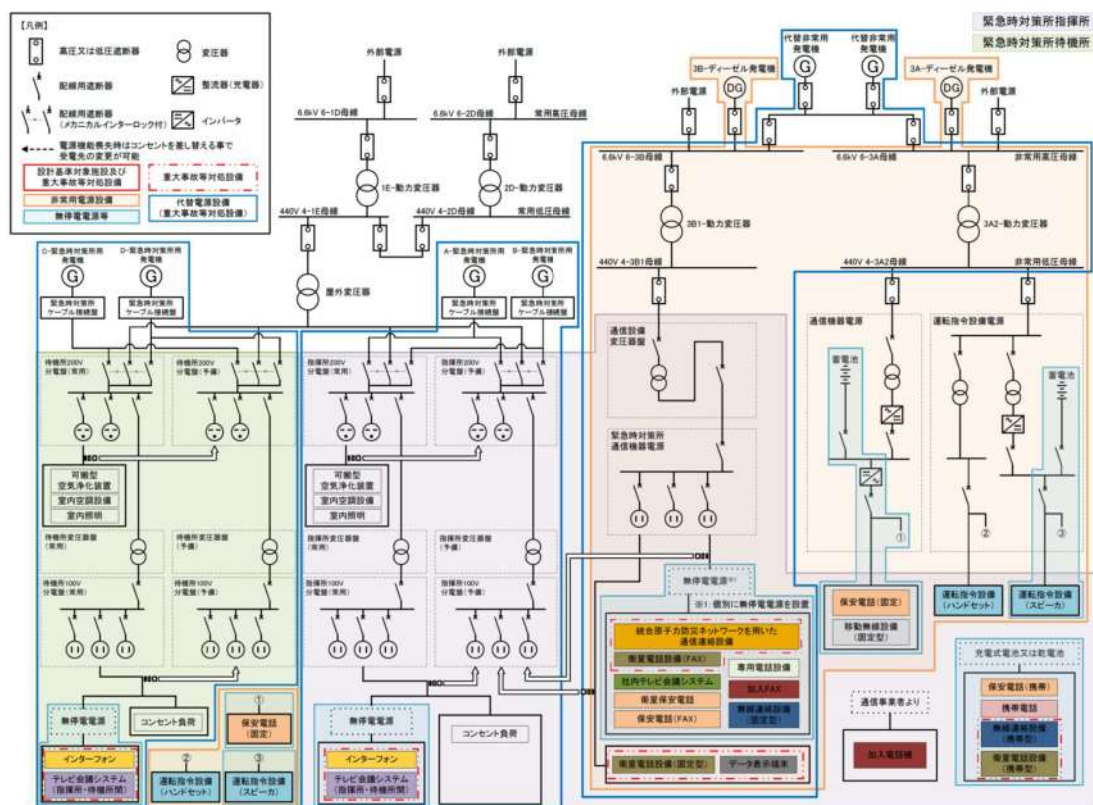 【凡例】
高圧又は低圧遮断器
変圧器
配線用遮断器
整流器(充電器)
配線用遮断器
(メカニカルインターロック付)
インバータ
電源機能喪失時はコンセントを差し替える事で
受電先の変更が可能
設計基準対象施設及び
重大事故等対処設備
重大事故等対処設備
非常用電源設備
代替電源設備
(重大事故等対処設備)
無停電電源等
緊急時対策所指揮所
緊急時対策所待機所
外部電源
外部電源
6.6kV 6-1D母線
6.6kV 6-2D母線
常用高圧母線
1E-動力変圧器
2D-動力変圧器
440V 4-1E母線
440V 4-2D母線
常用低圧母線
屋外変圧器
代替非常用
発電機
G
代替非常用
発電機
G
3B-ディーゼル発電機
DG
3A-ディーゼル発電機
DG
外部電源
外部電源
6.6kV 6-3B母線
6.6kV 6-3A母線
非常用高圧母線
3B1-動力変圧器
3A2-動力変圧器
440V 4-3B1母線
440V 4-3A2母線
非常用低圧母線
C-緊急時対策所用
発電機
G
D-緊急時対策所用
発電機
G
A-緊急時対策所用
発電機
G
B-緊急時対策所用
発電機
G
緊急時対策所
ケーブル接続盤
緊急時対策所
ケーブル接続盤
緊急時対策所
ケーブル接続盤
緊急時対策所
ケーブル接続盤
待機所200V
分電盤(常用)
待機所200V
分電盤(予備)
指揮所200V
分電盤(常用)
指揮所200V
分電盤(予備)
可搬型
空気浄化装置
室内空調設備
室内照明
可搬型
空気浄化装置
室内空調設備
室内照明
待機所変圧器盤
(常用)
待機所変圧器盤
(予備)
指揮所変圧器盤
(常用)
指揮所変圧器盤
(予備)
待機所100V
分電盤(常用)
待機所100V
分電盤(予備)
指揮所100V
分電盤(常用)
指揮所100V
分電盤(予備)
通信設備
変圧器盤
緊急時対策所
通信機器電源
通信機器電源
蓄電池
①
運転指令設備電源
蓄電池
②
③
無停電電源
コンセント負荷
インターフォン
テレビ会議システム
(指揮所・待機所間)
①
保安電話
(固定)
②
運転指令設備
(ハンドセット)
③
運転指令設備
(スピーカ)
無停電電源
コンセント負荷
インターフォン
テレビ会議システム
(指揮所・待機所間)
無停電電源※1
※1:個別に無停電電源を設置
統合原子力防災ネットワークを用いた
通信連絡設備
衛星電話設備(FAX)
専用電話設備
社内テレビ会議システム
加入FAX
衛星保安電話
無線連絡設備
(固定型)
保安電話(FAX)
衛星電話設備(固定型)
データ表示端末
保安電話(固定)
移動無線設備
(固定型)
運転指令設備
(ハンドセット)
運転指令設備
(スピーカ)
通信事業者より
加入電話機
充電式電池又は乾電池
保安電話(携帯)
携帯電話
無線連絡設備
(携帯型)
衛星電話設備
(携帯型)